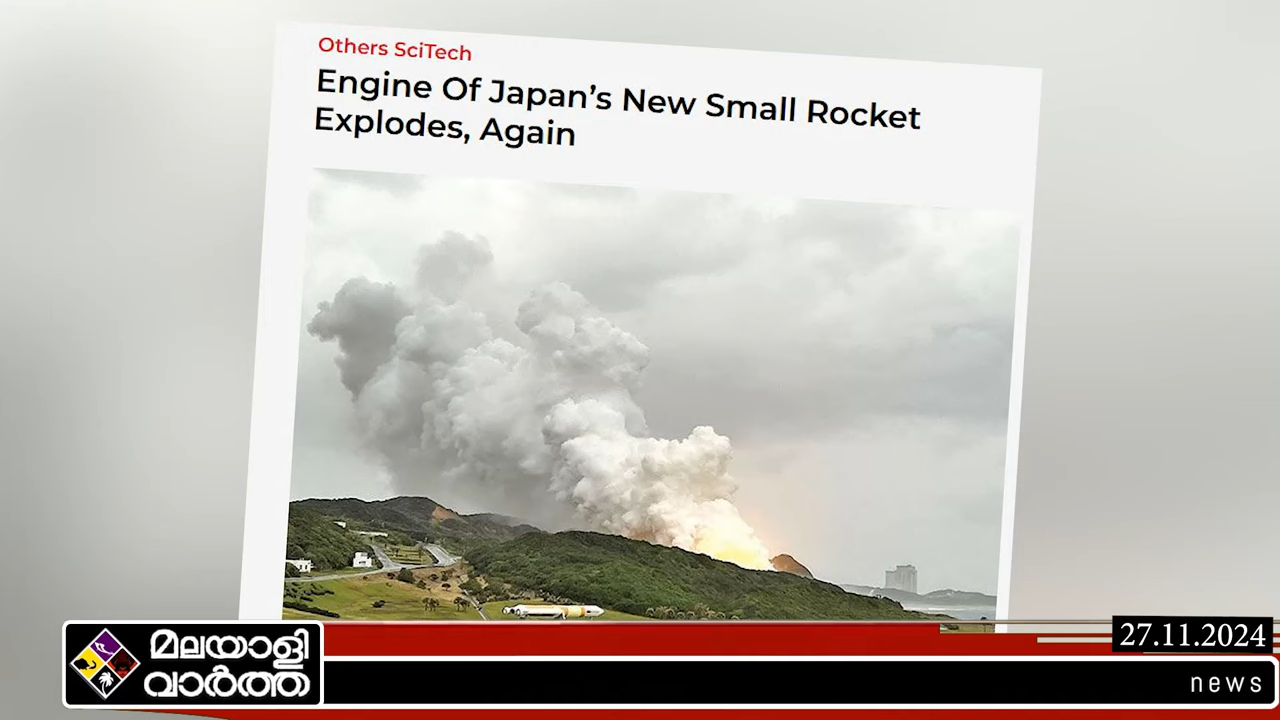 Others SciTech
Engine Of Japan’s New Small Rocket
Explodes, Again
27.11.2024
മലയാളി
വാർത്ത
news